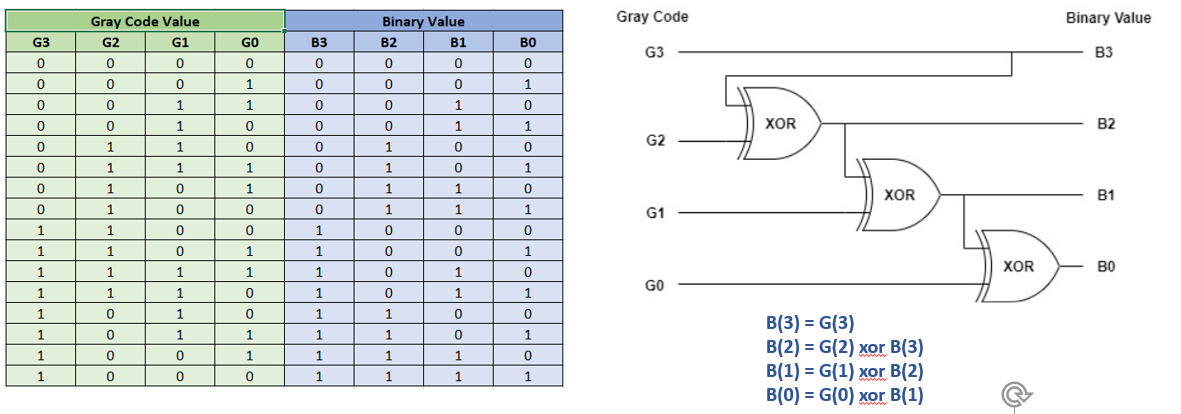 Gray Code Value Binary Value
G3 G2 G1 G0 B3 B2 B1 B0
0 0 0 0 0 0 0 0
0 0 0 1 0 0 0 1
0 0 1 1 0 0 1 0
0 0 1 0 0 0 1 1
0 1 1 0 0 1 0 0
0 1 1 1 0 1 0 1
0 1 0 1 0 1 1 0
0 1 0 0 0 1 1 1
1 1 0 0 1 0 0 0
1 1 0 1 1 0 0 1
1 1 1 1 1 0 1 0
1 1 1 0 1 0 1 1
1 0 1 0 1 1 0 0
1 0 1 1 1 1 0 1
1 0 0 1 1 1 1 0
1 0 0 0 1 1 1 1
Gray Code Binary Value
G3 B3
XOR B2
G2
XOR B1
G1
XOR B0
G0
B(3) = G(3)
B(2) = G(2) xor B(3)
B(1) = G(1) xor B(2)
B(0) = G(0) xor B(1)